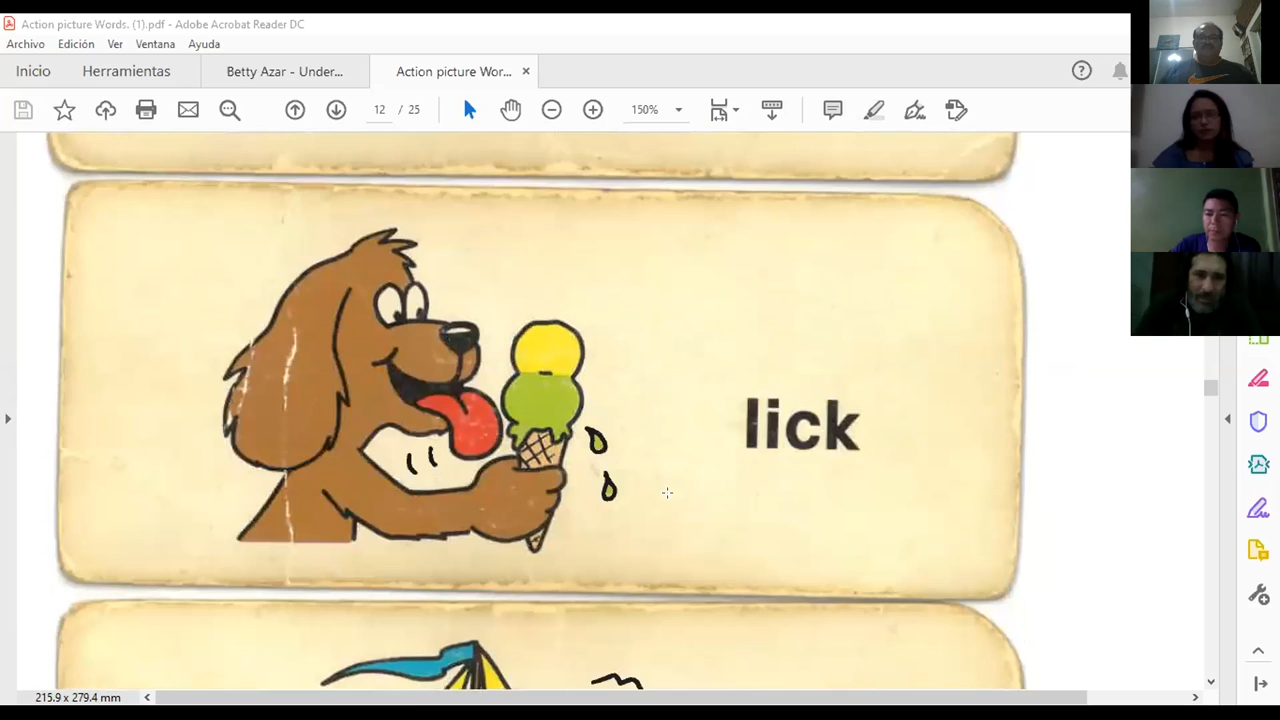 Action picture Words. (1).pdf - Adobe Acrobat Reader DC
Archivo Edición Ver Ventana Ayuda
Inicio Herramientas Betty Azar - Under... Action picture Wor... ×
12 / 25 150%
lick
215.9 x 279.4 mm